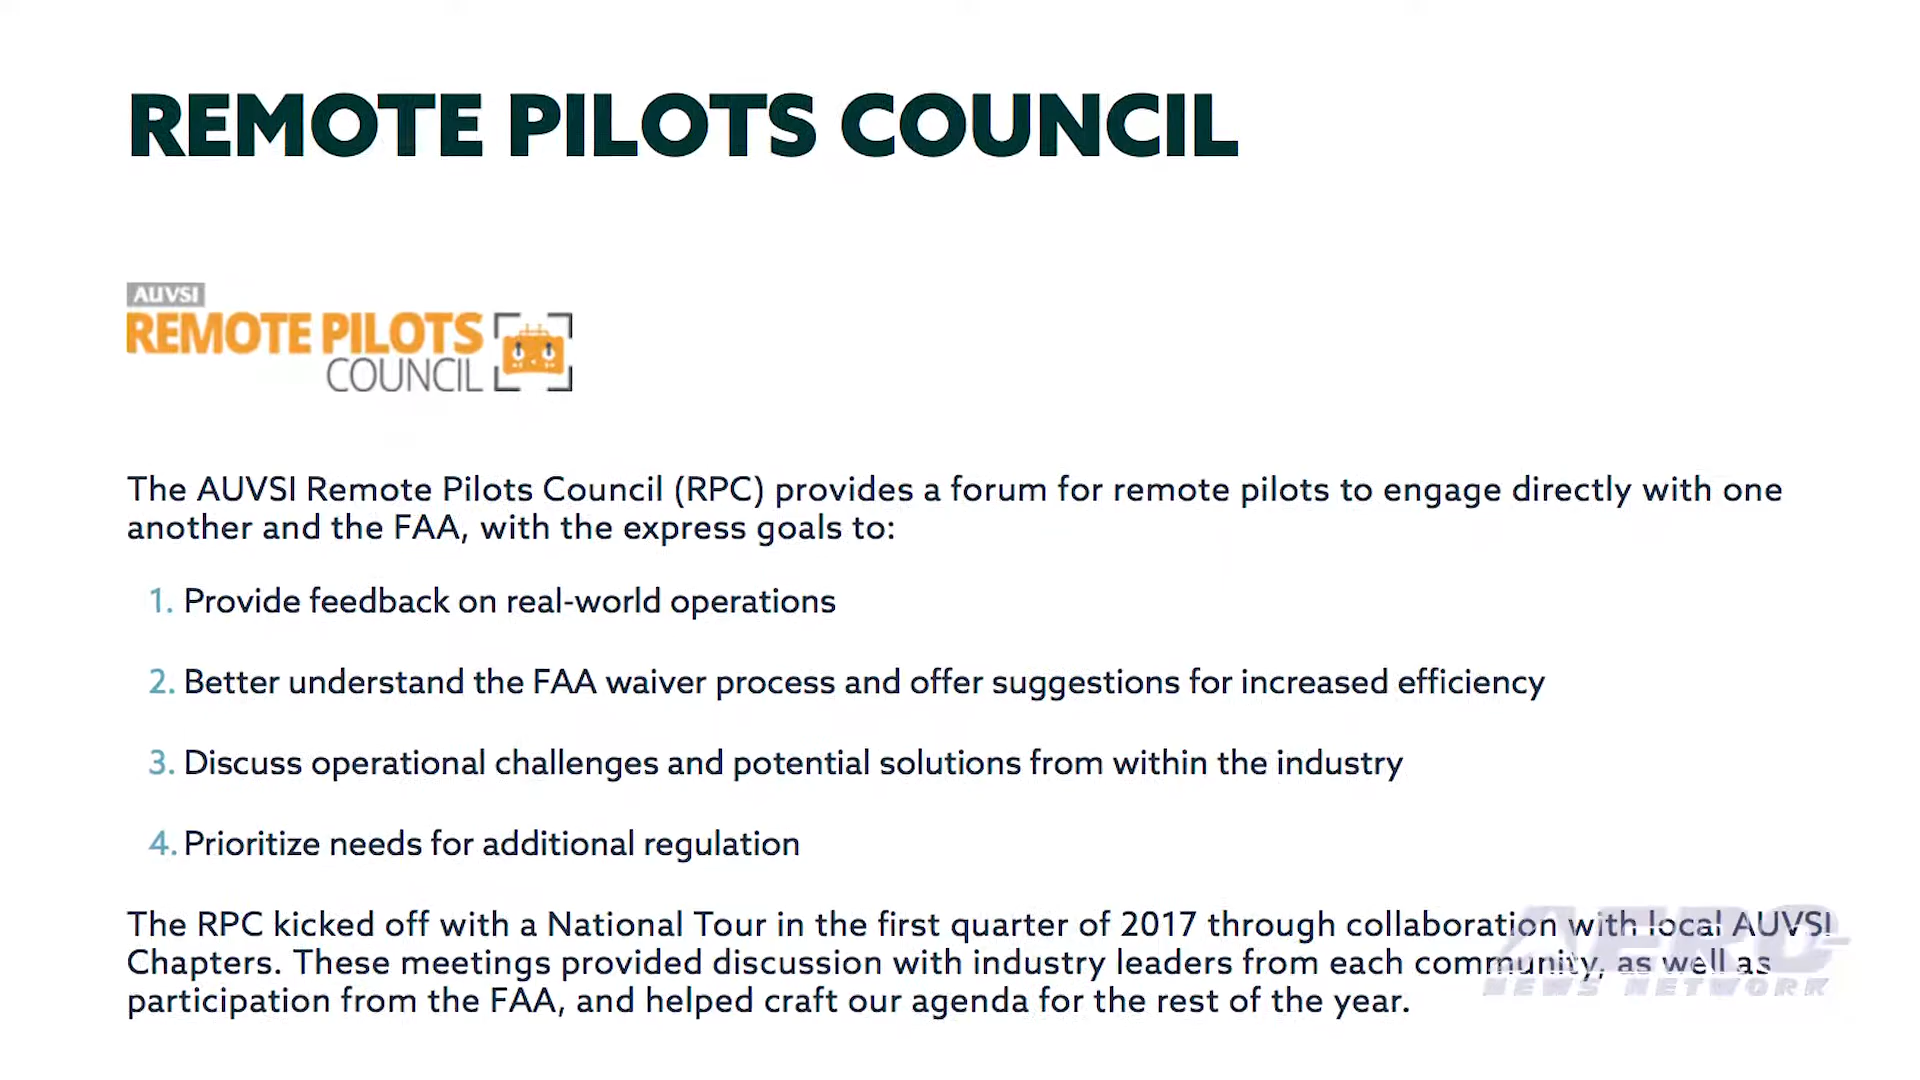 REMOTE PILOTS COUNCIL
AUVSI
REMOTE PILOTS
COUNCIL
The AUVSI Remote Pilots Council (RPC) provides a forum for remote pilots to engage directly with one
another and the FAA, with the express goals to:
1. Provide feedback on real-world operations
2. Better understand the FAA waiver process and offer suggestions for increased efficiency
3. Discuss operational challenges and potential solutions from within the industry
4. Prioritize needs for additional regulation
The RPC kicked off with a National Tour in the first quarter of 2017 through collaboration with local AUVSI
Chapters. These meetings provided discussion with industry leaders from each community, as well as
participation from the FAA, and helped craft our agenda for the rest of the year.
AERO
NEWS NETWORK